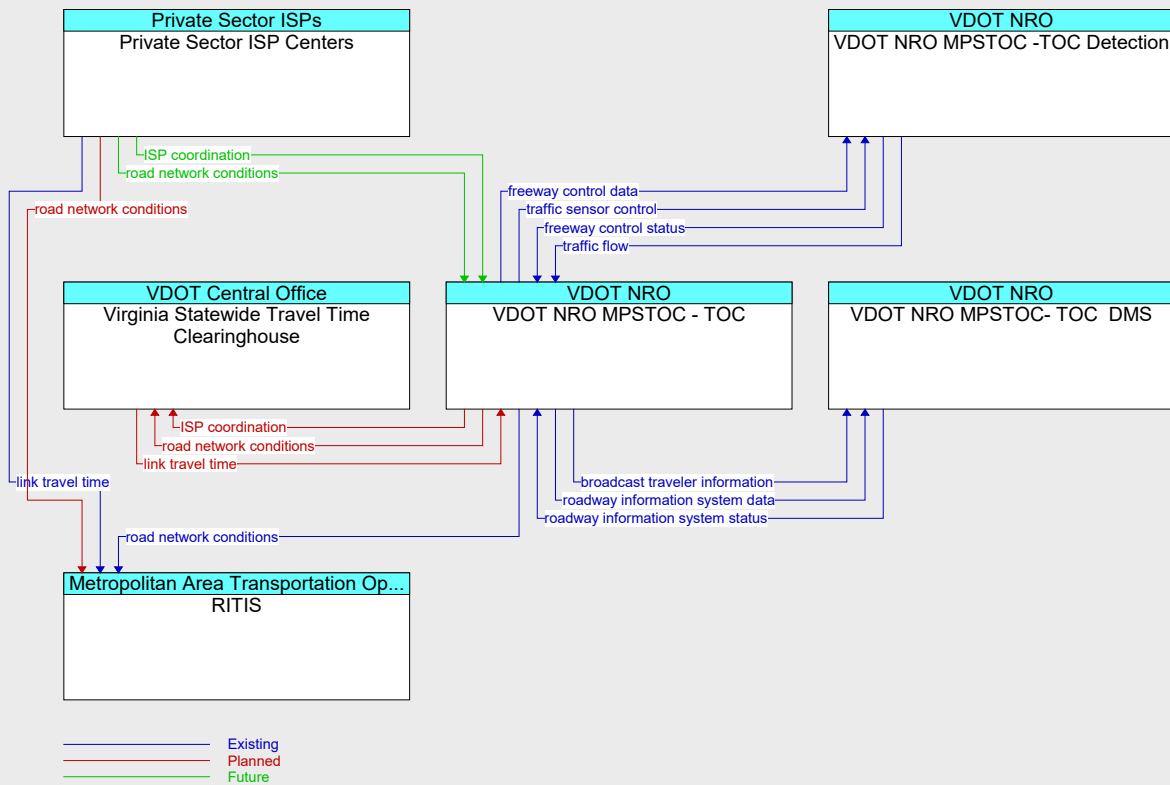 Private Sector ISPs
Private Sector ISP Centers
VDOT NRO
VDOT NRO MPSTOC -TOC Detection
ISP coordination
road network conditions
road network conditions
freeway control data
traffic sensor control
freeway control status
traffic flow
VDOT Central Office
Virginia Statewide Travel Time
Clearinghouse
VDOT NRO
VDOT NRO MPSTOC - TOC
VDOT NRO
VDOT NRO MPSTOC- TOC  DMS
ISP coordination
road network conditions
link travel time
link travel time
broadcast traveler information
roadway information system data
roadway information system status
road network conditions
Metropolitan Area Transportation Op...
RITIS
Existing
Planned
Future